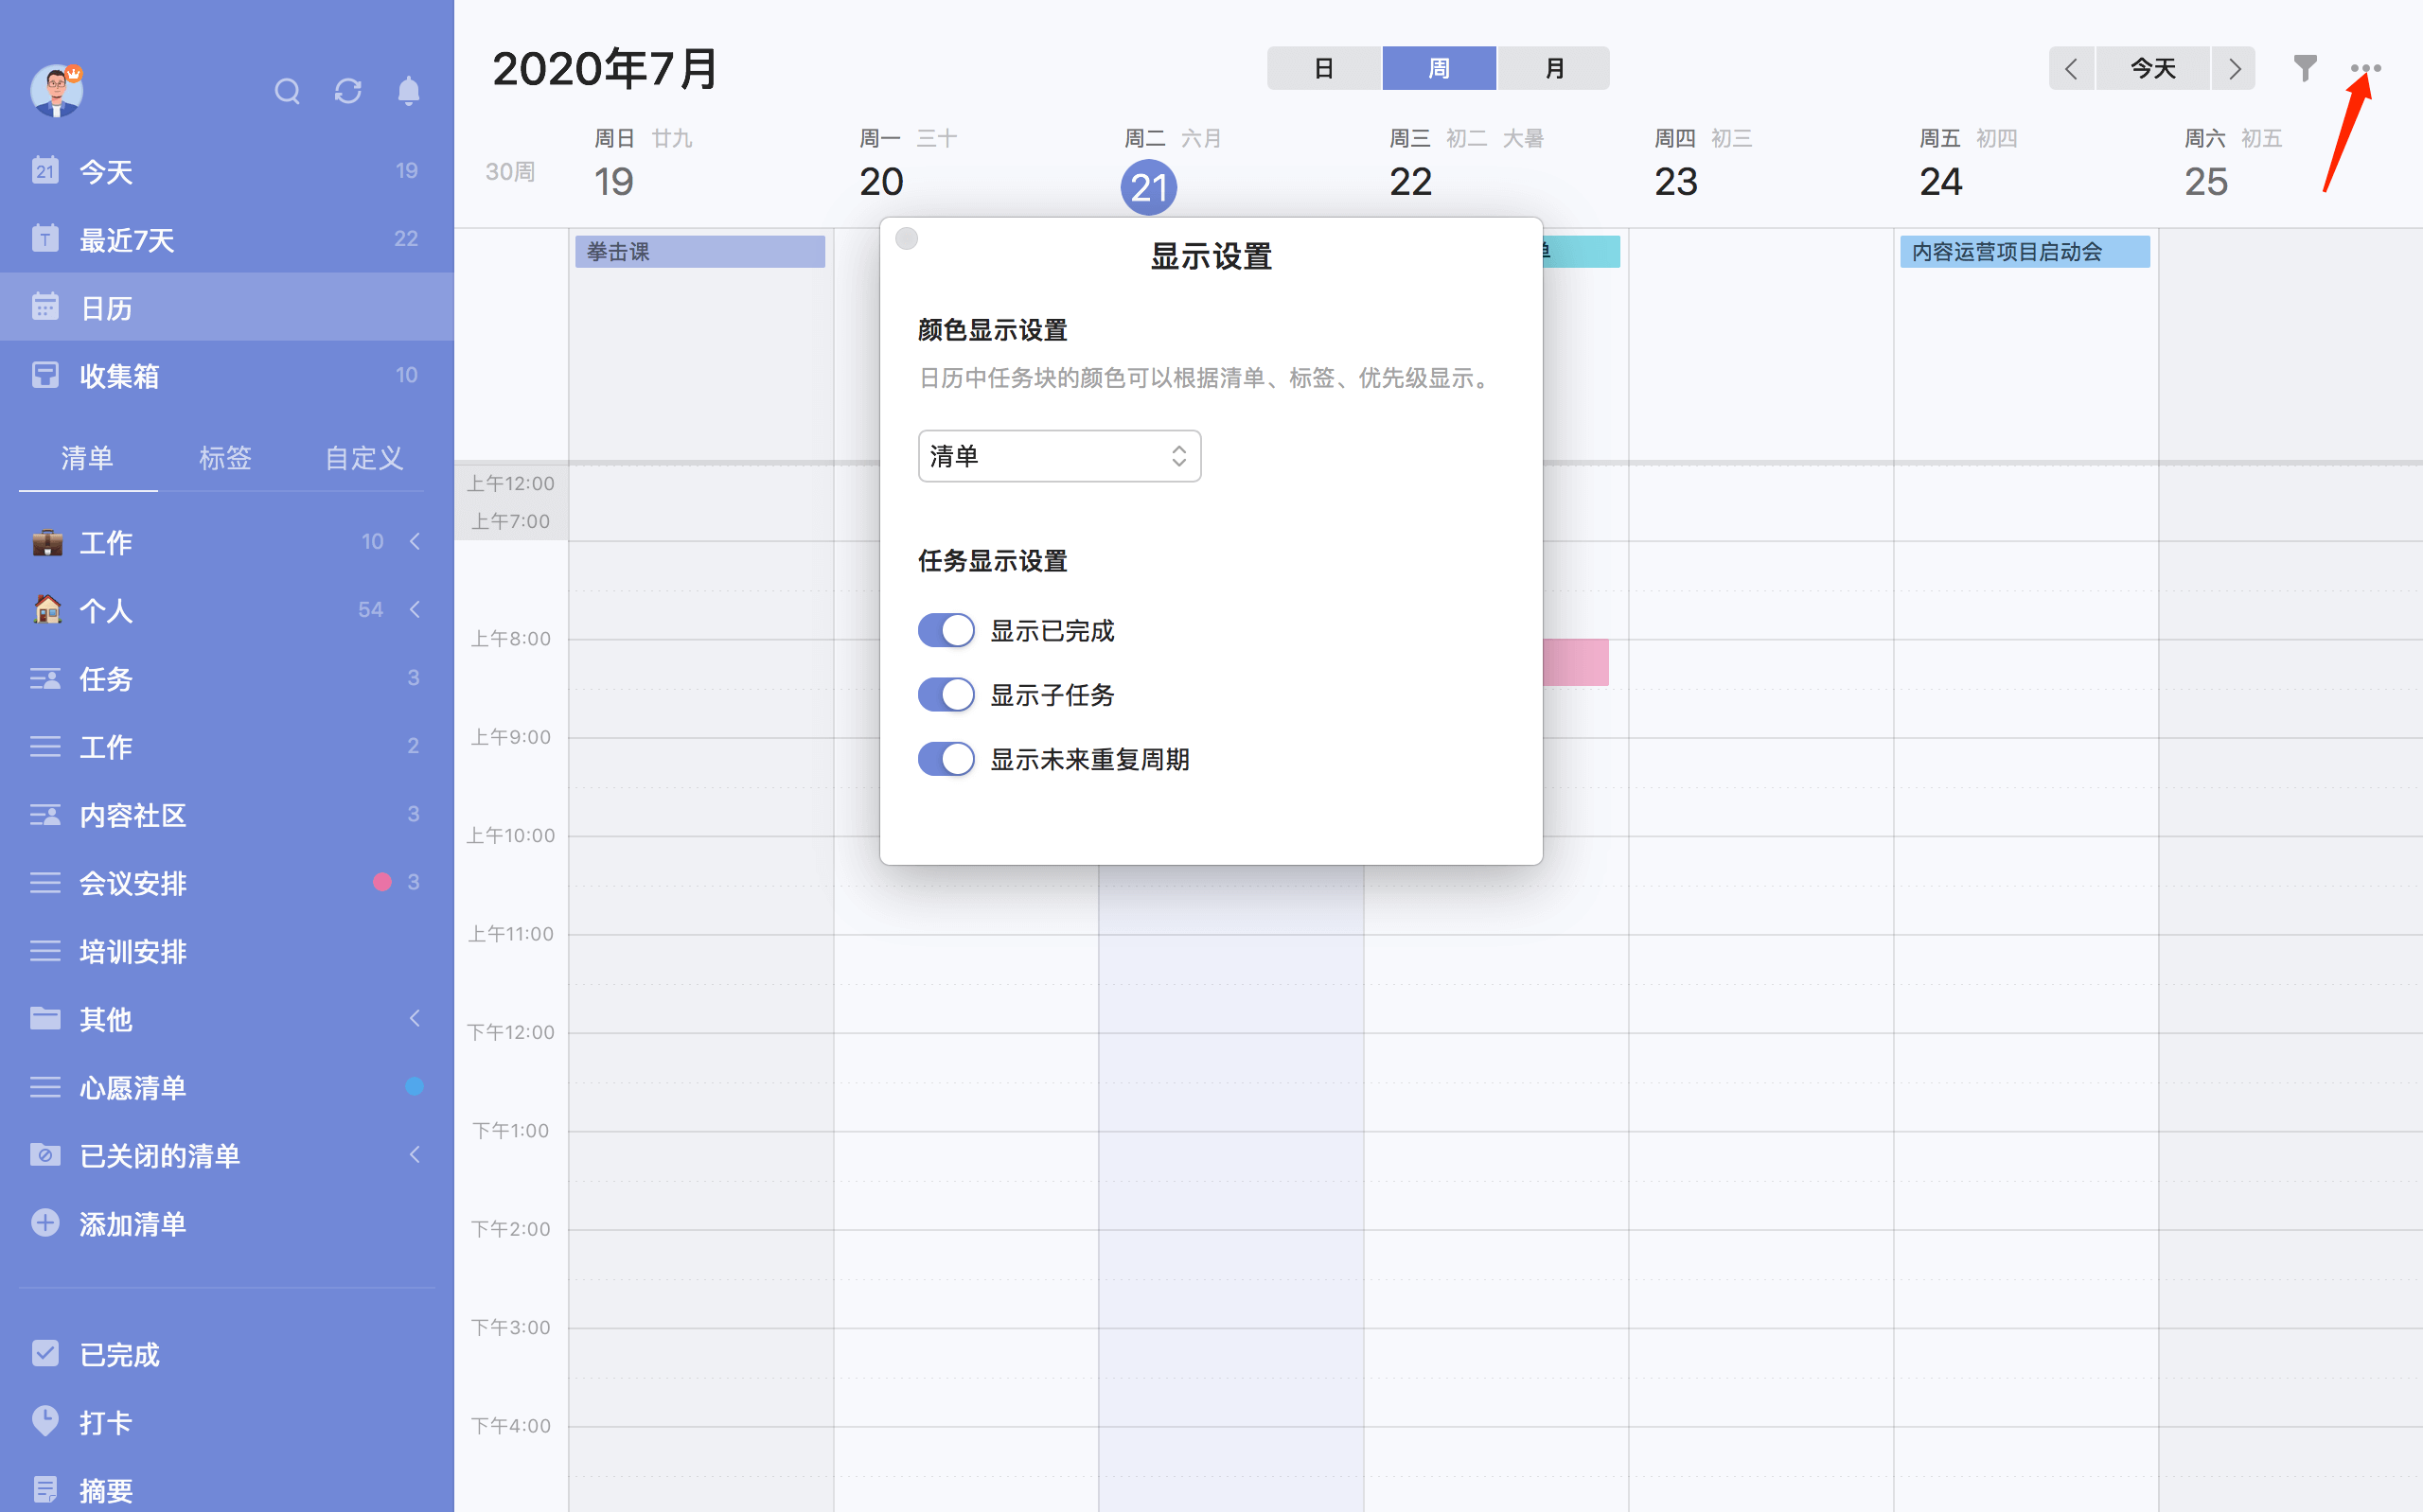 21
今天
19
T
最近7天
22
日历
收集箱
10
清单
标签
自定义
工作
10
个人
54
任务
3
工作
2
内容社区
3
会议安排
3
培训安排
其他
心愿清单
已关闭的清单
添加清单
已完成
打卡
摘要
2020年7月
日
周
月
今天
30周
周日 廿九
19
周一 三十
20
周二 六月
21
周三 初二 大暑
22
周四 初三
23
周五 初四
24
周六 初五
25
拳击课
单
内容运营项目启动会
上午12:00
上午7:00
上午8:00
上午9:00
上午10:00
上午11:00
下午12:00
下午1:00
下午2:00
下午3:00
下午4:00
显示设置
颜色显示设置
日历中任务块的颜色可以根据清单、标签、优先级显示。
清单
任务显示设置
显示已完成
显示子任务
显示未来重复周期